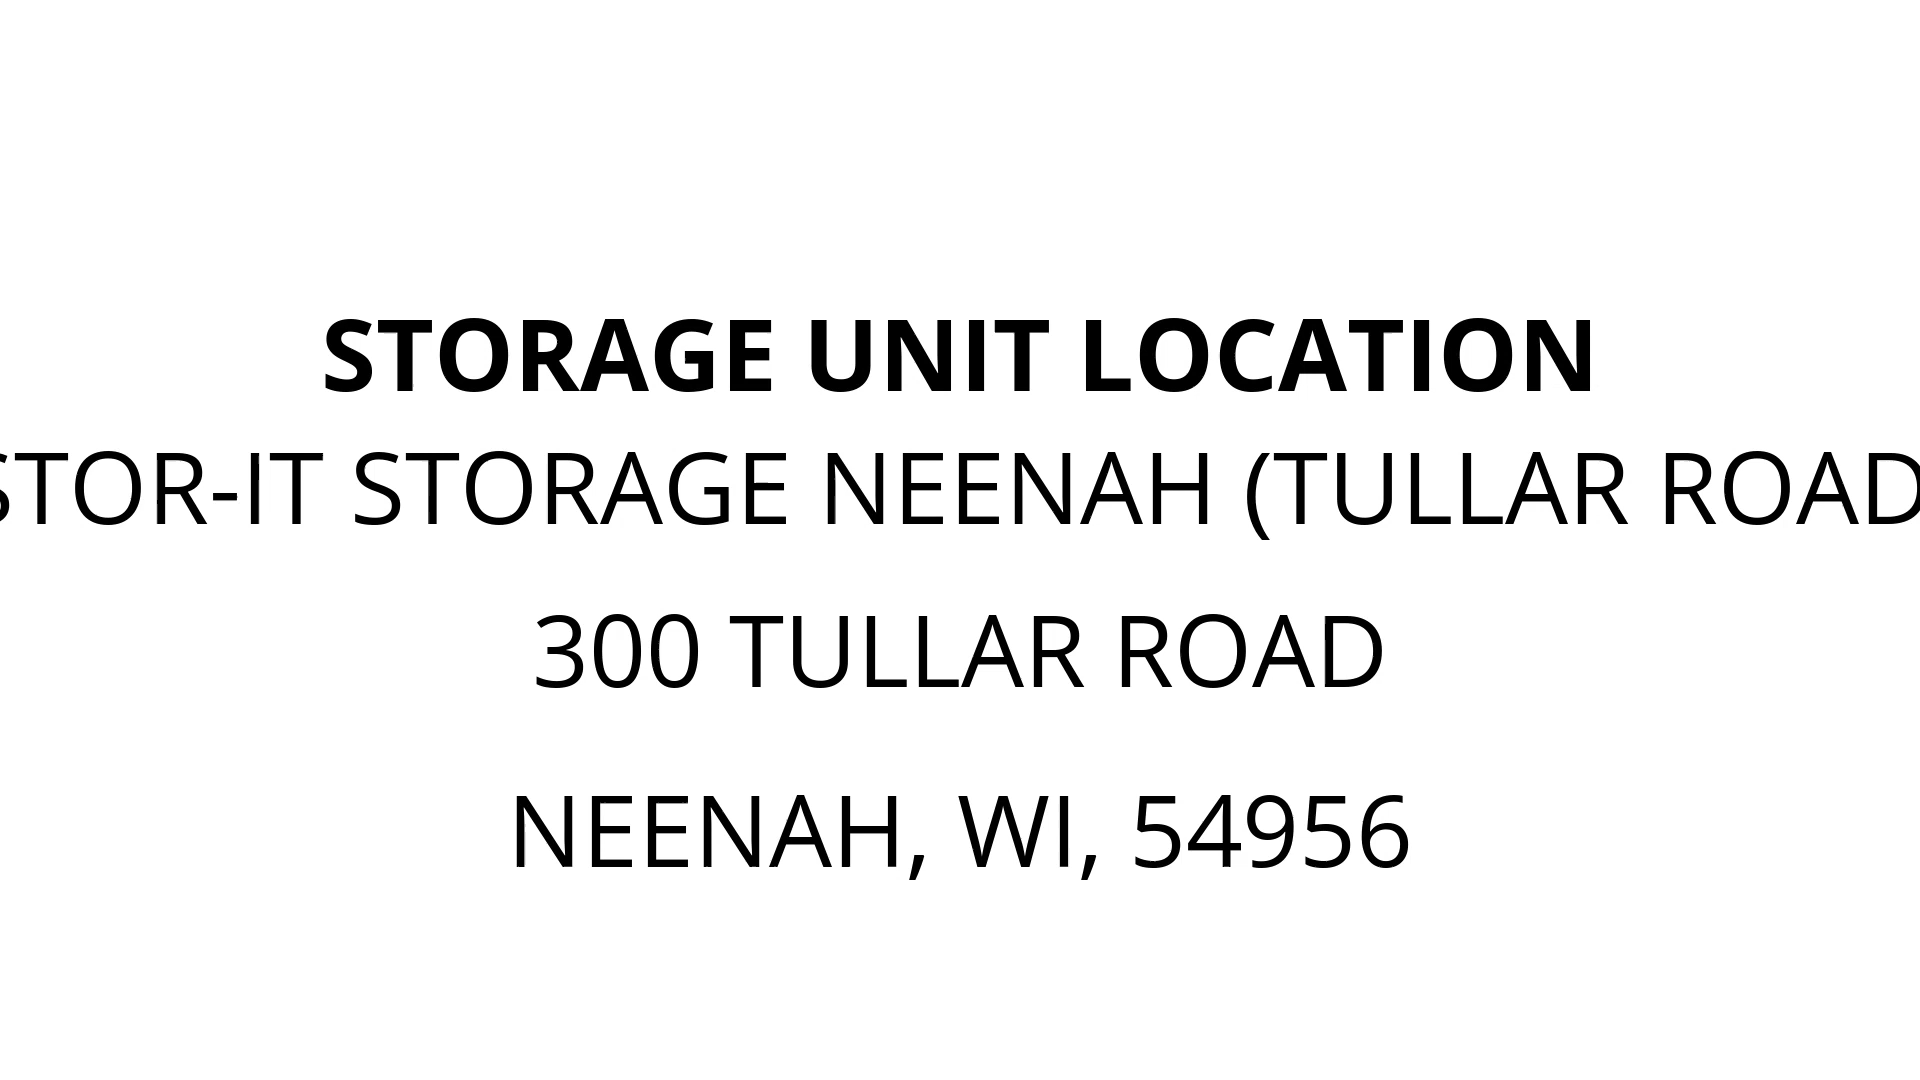 STORAGE UNIT LOCATION
STOR-IT STORAGE NEENAH (TULLAR ROAD
300 TULLAR ROAD
NEENAH, WI, 54956